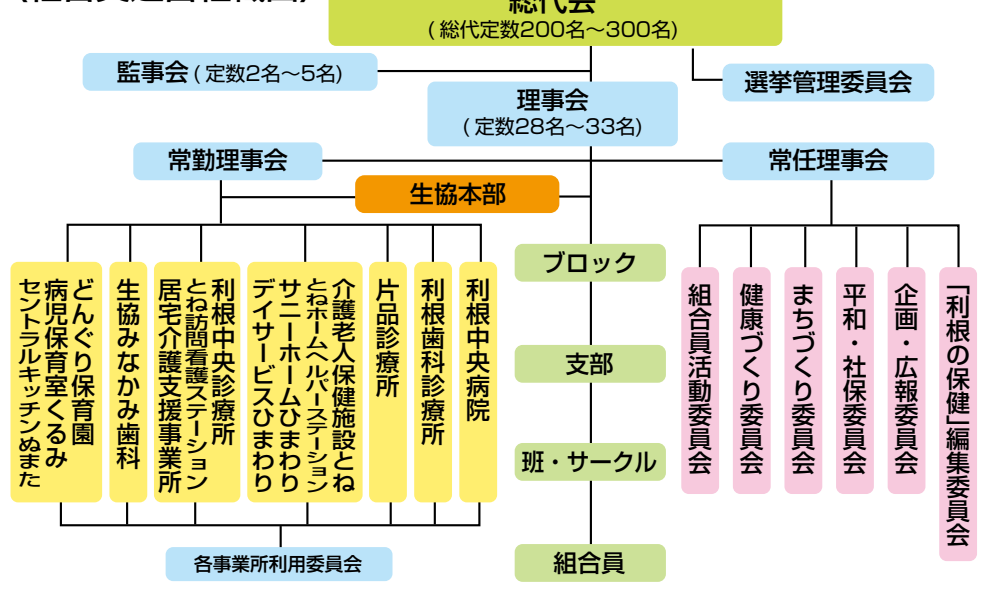 総代会
(総代定数200名～300名)
監事会(定数2名～5名)
選挙管理委員会
理事会
(定数28名～33名)
常勤理事会
常任理事会
生協本部
ブロック
支部
班・サークル
組合員
利根中央病院
利根歯科診療所
片品診療所
介護老人保健施設とね
とねホームヘルパーステーション
サニーホームひまわり
デイサービスひまわり
利根中央診療所
とね訪問看護ステーション
居宅介護支援事業所
生協みなかみ歯科
どんぐり保育園
病児保育室くるみ
セントラルキッチンぬまた
各事業所利用委員会
組合員活動委員会
健康づくり委員会
まちづくり委員会
平和・社保委員会
企画・広報委員会
「利根の保健」編集委員会